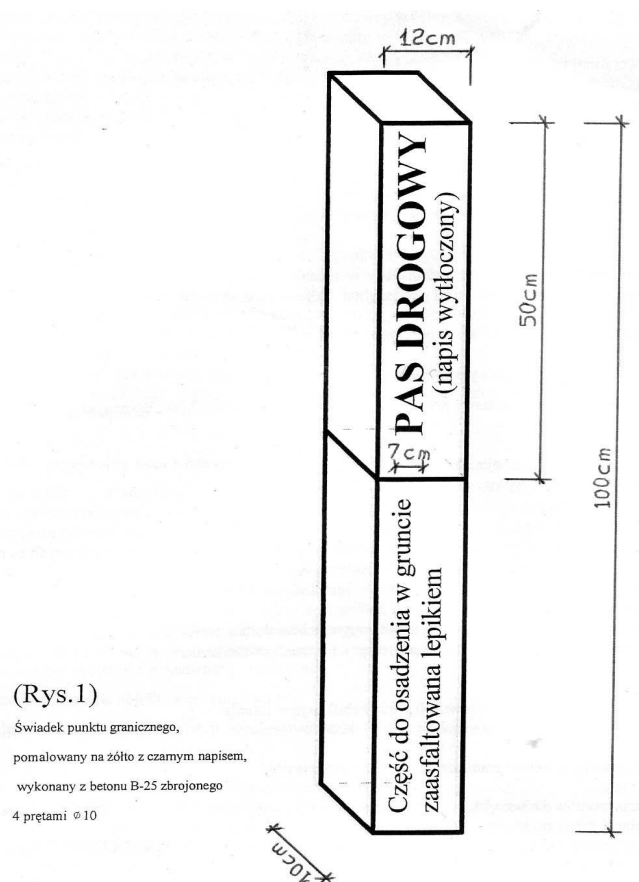 12cm
PAS DROGOWY
(napis wytłoczony)
50cm
100cm
7cm
Część do osadzenia w gruncie
zaasfaltowana lepikiem
(Rys.1)
Świadek punktu granicznego,
pomalowany na żółto z czarnym napisem,
wykonany z betonu B-25 zbrojonego
4 prętami ⌀10
10cm